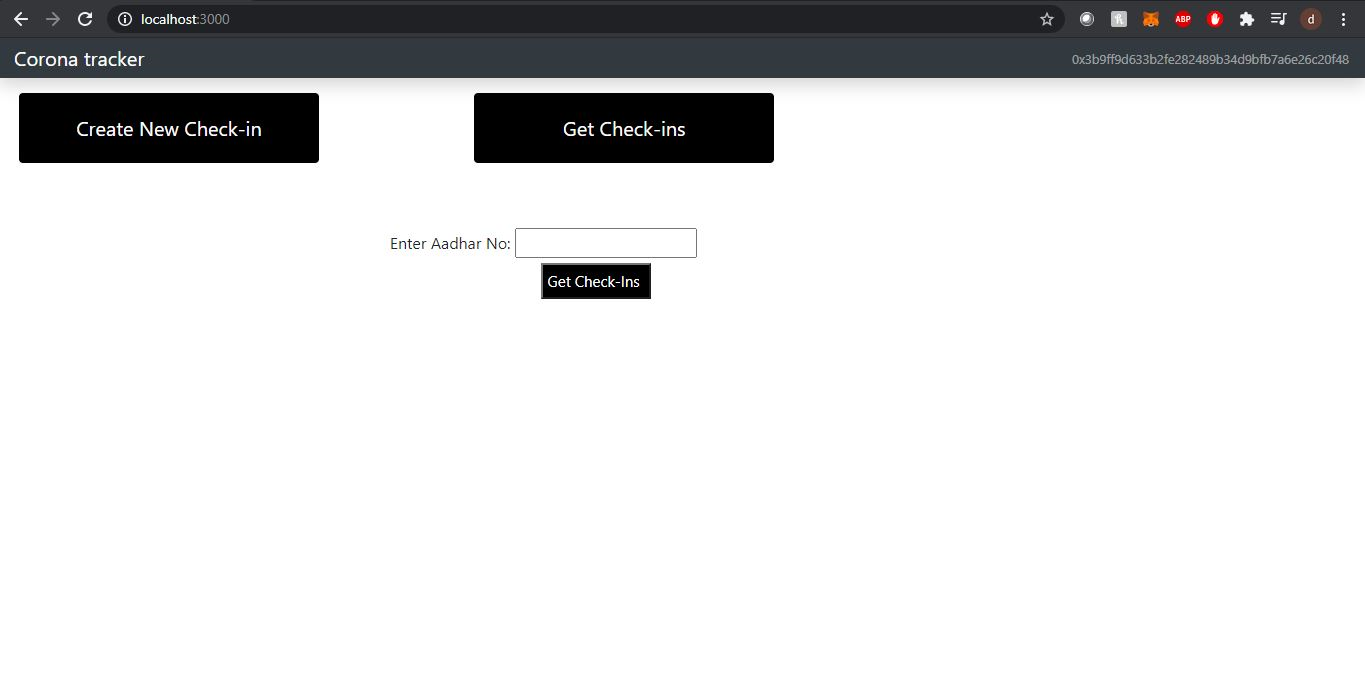 localhost:3000
ABP
d
Corona tracker
0x3b9ff9d633b2fe282489b34d9bfb7a6e26c20f48
Create New Check-in
Get Check-ins
Enter Aadhar No:
Get Check-Ins